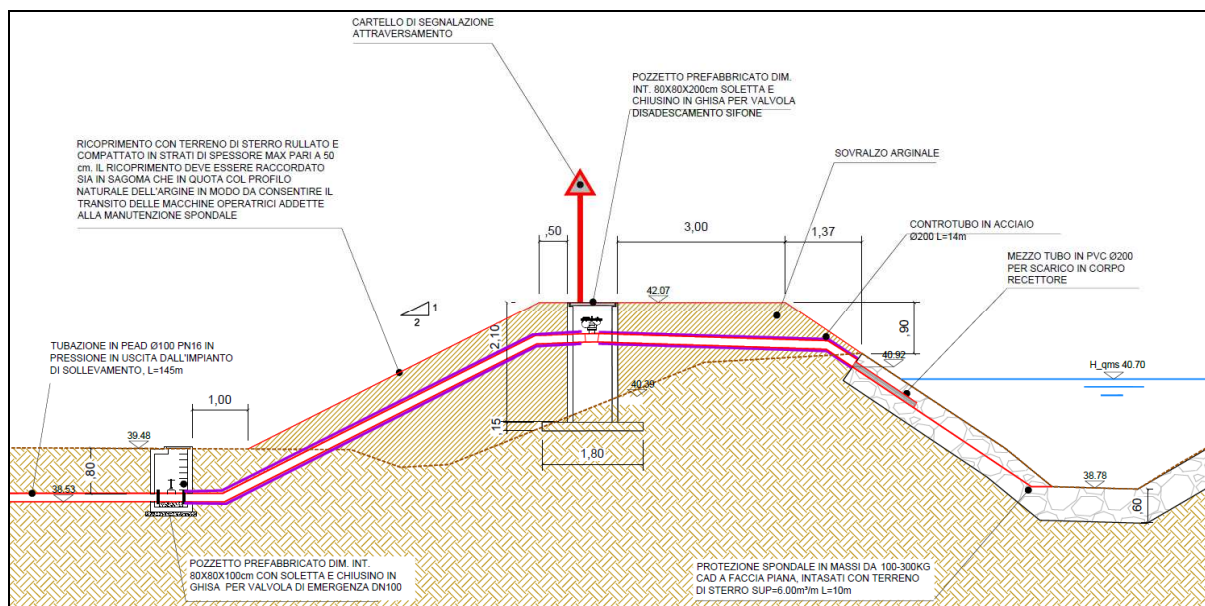 CARTELLO DI SEGNALAZIONE
ATTRAVERSAMENTO
POZZETTO PREFABBRICATO DIM.
INT. 80X80X200cm SOLETTA E
CHIUSINO IN GHISA PER VALVOLA
DISADESCAMENTO SIFONE
RICOPRIMENTO CON TERRENO DI STERRO RULLATO E
COMPATTATO IN STRATI DI SPESSORE MAX PARI A 50
cm. IL RICOPRIMENTO DEVE ESSERE RACCORDATO
SIA IN SAGOMA CHE IN QUOTA COL PROFILO
NATURALE DELL'ARGINE IN MODO DA CONSENTIRE IL
TRANSITO DELLE MACCHINE OPERATRICI ADDETTE
ALLA MANUTENZIONE SPONDALE
SOVRALZO ARGINALE
CONTROTUBO IN ACCIAIO
Ø200 L=14m
MEZZO TUBO IN PVC Ø200
PER SCARICO IN CORPO
RECETTORE
,50
3,00
1,37
42.07
1
2
2,10
,90
TUBAZIONE IN PEAD Ø100 PN16 IN
PRESSIONE IN USCITA DALL'IMPIANTO
DI SOLLEVAMENTO, L=145m
40.92
H_qms 40.70
40.39
1,00
39.48
,15
1,80
,80
38.53
38.78
,60
POZZETTO PREFABBRICATO DIM. INT.
80X80X100cm CON SOLETTA E CHIUSINO IN
GHISA PER VALVOLA DI EMERGENZA DN100
PROTEZIONE SPONDALE IN MASSI DA 100-300KG
CAD A FACCIA PIANA, INTASATI CON TERRENO
DI STERRO SUP=6.00m²/m L=10m